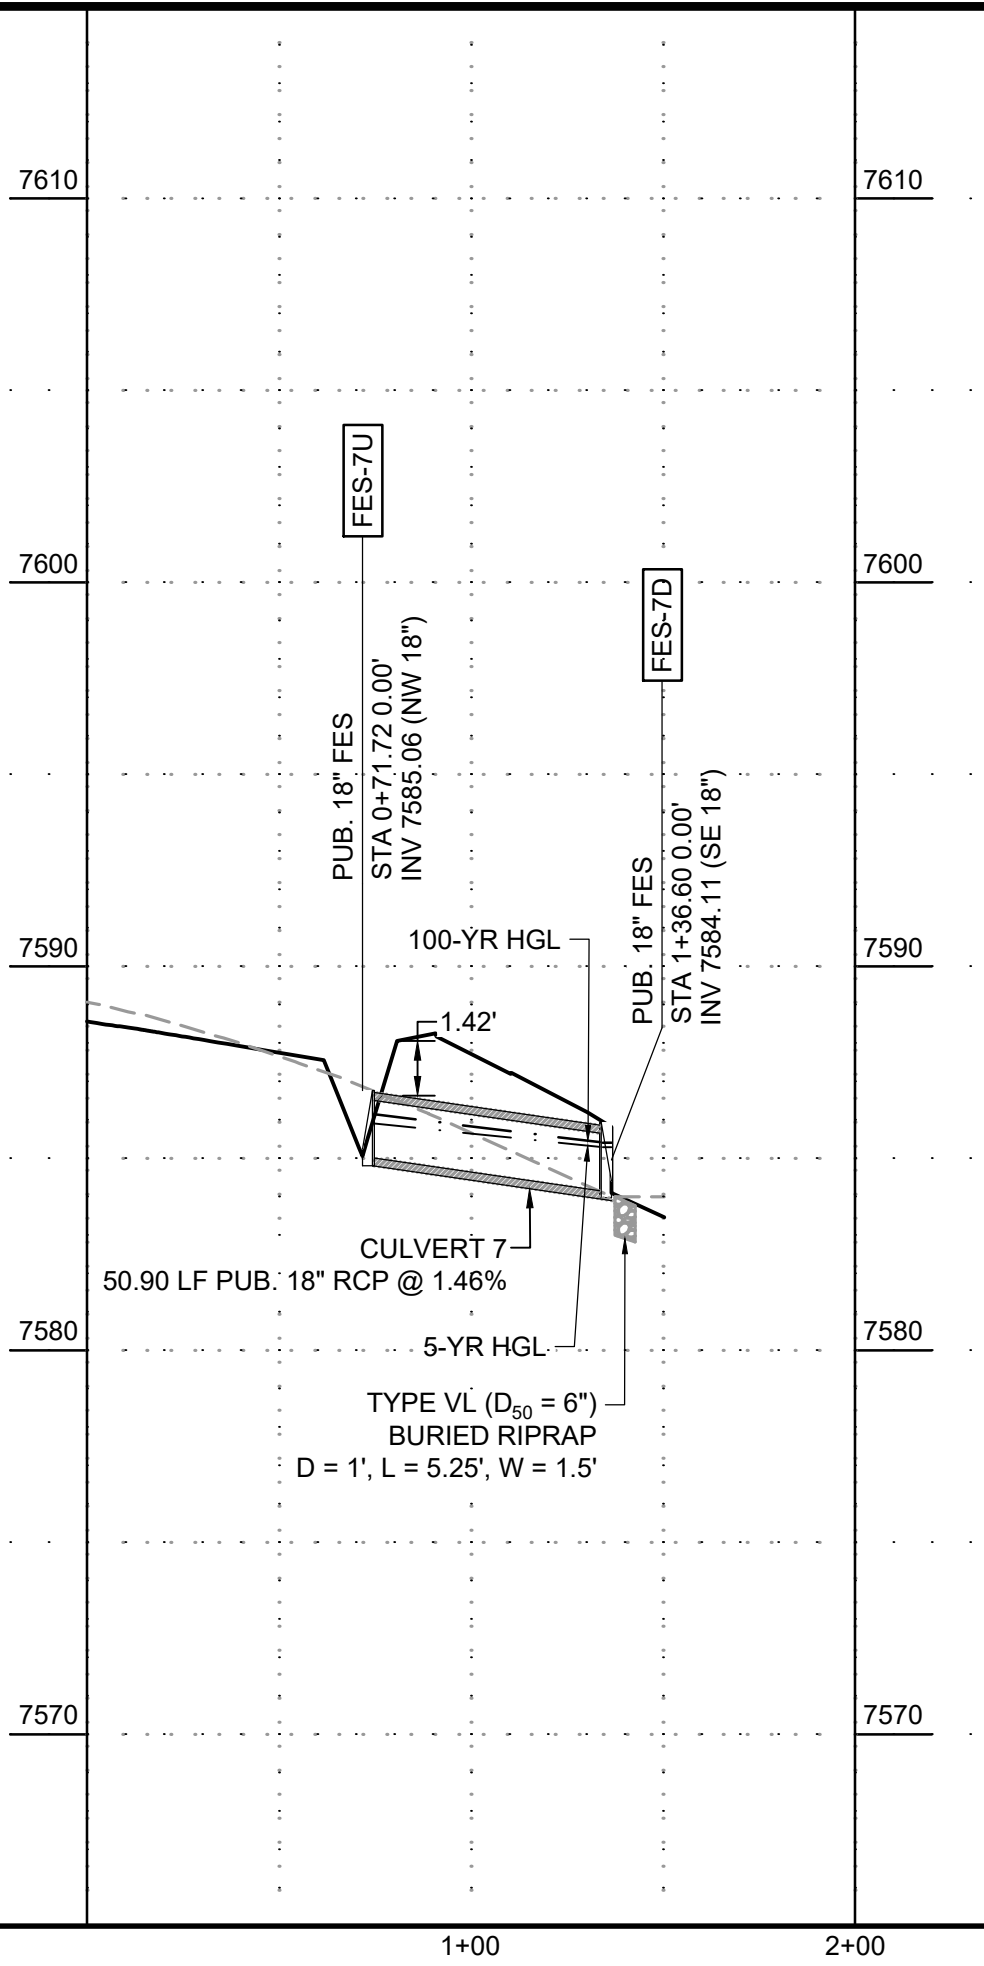 7610
7610
FES-7U
PUB. 18" FES
STA 0+71.72 0.00'
INV 7585.06 (NW 18")
7600
7600
FES-7D
PUB. 18" FES
STA 1+36.60 0.00'
INV 7584.11 (SE 18")
100-YR HGL
7590
7590
1.42'
CULVERT 7
50.90 LF PUB. 18" RCP @ 1.46%
7580
7580
5-YR HGL
TYPE VL (D50 = 6")
BURIED RIPRAP
D = 1', L = 5.25', W = 1.5'
7570
7570
1+00
2+00